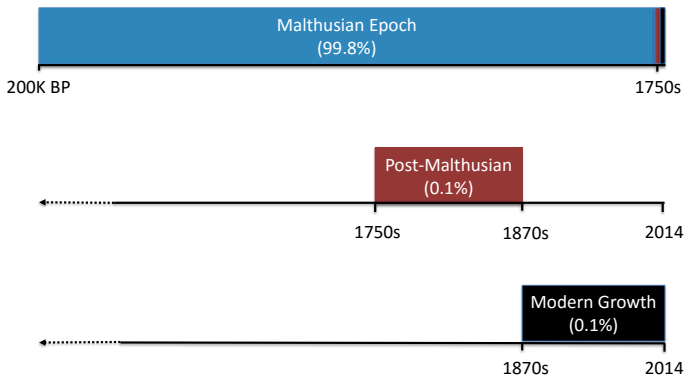 Malthusian Epoch
(99.8%)
200K BP
1750s
Post-Malthusian
(0.1%)
1750s
1870s
2014
Modern Growth
(0.1%)
1870s
2014